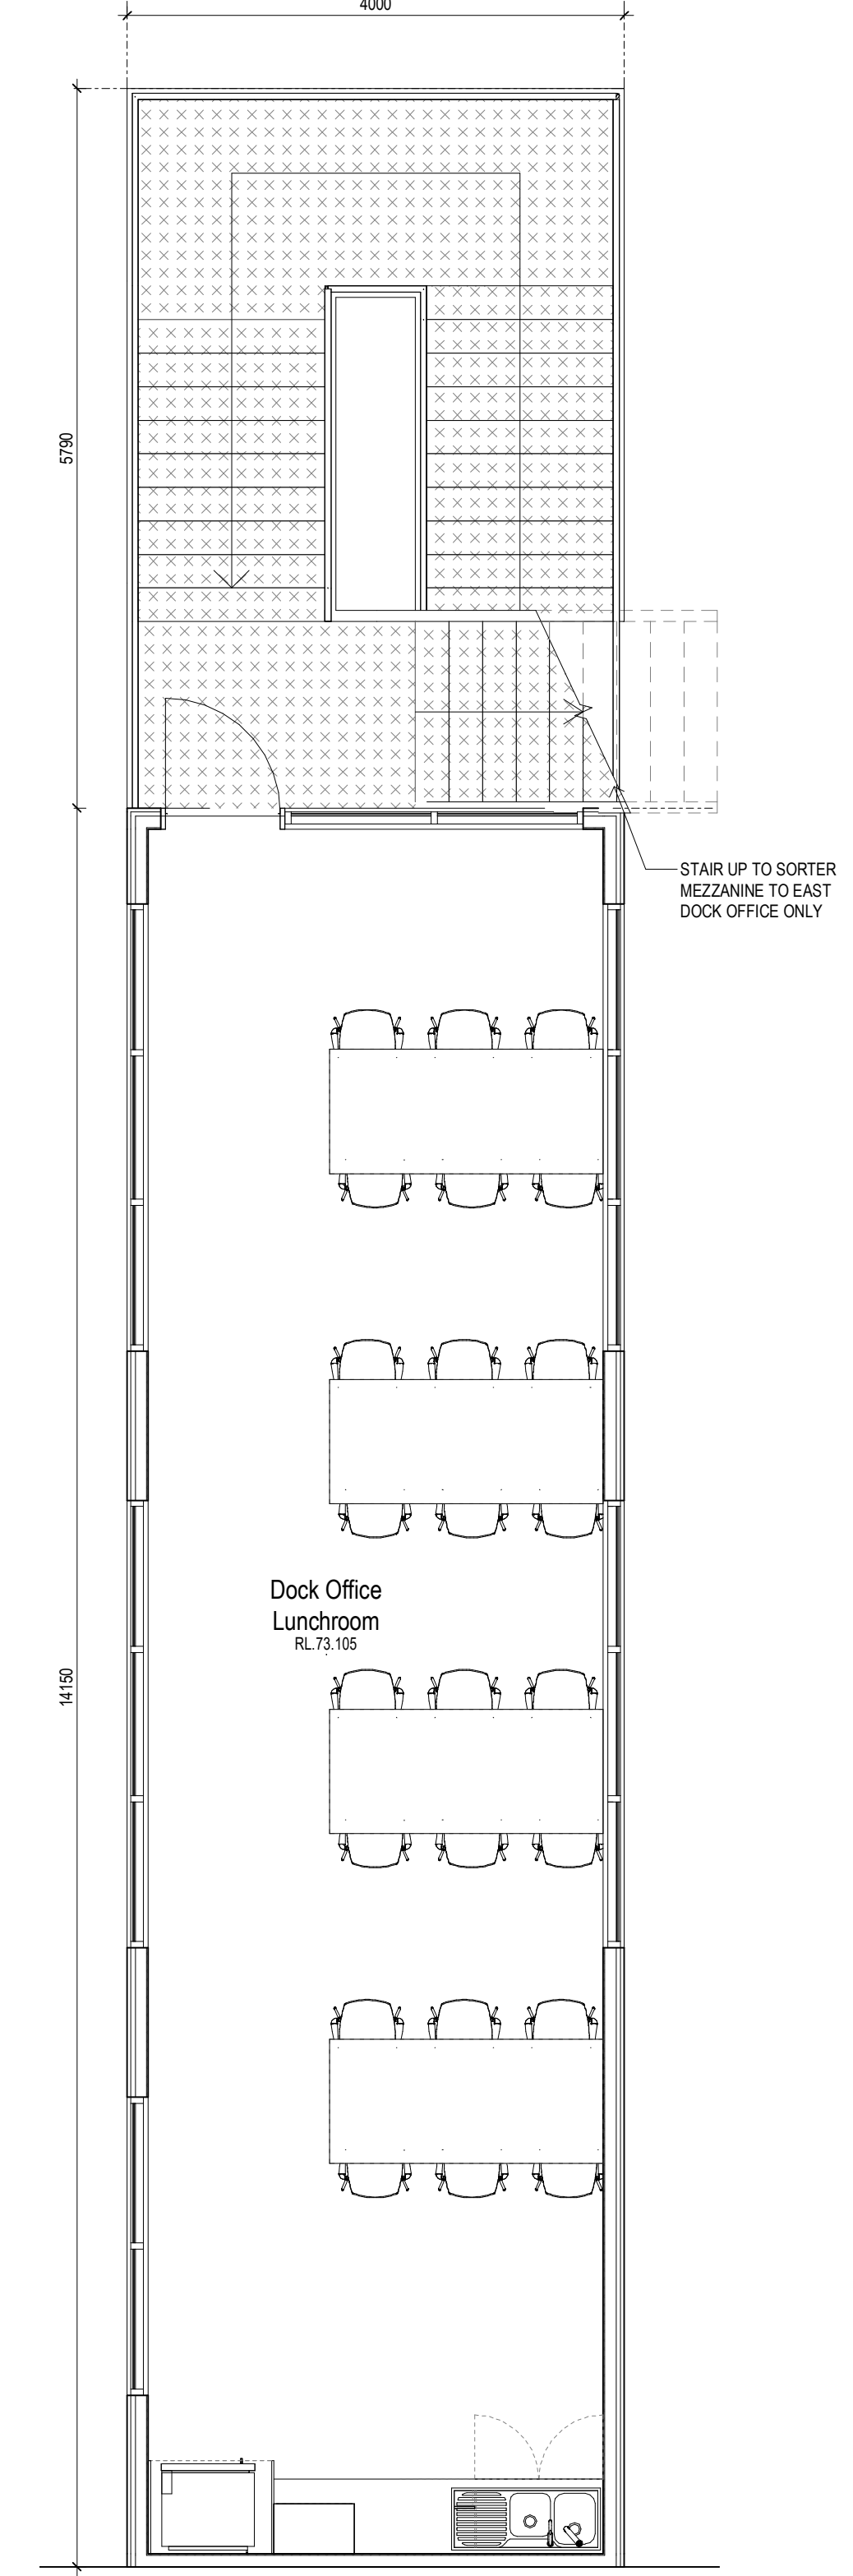 4000
5790
STAIR UP TO SORTER
MEZZANINE TO EAST
DOCK OFFICE ONLY
Dock Office
Lunchroom
RL.73.105
14150